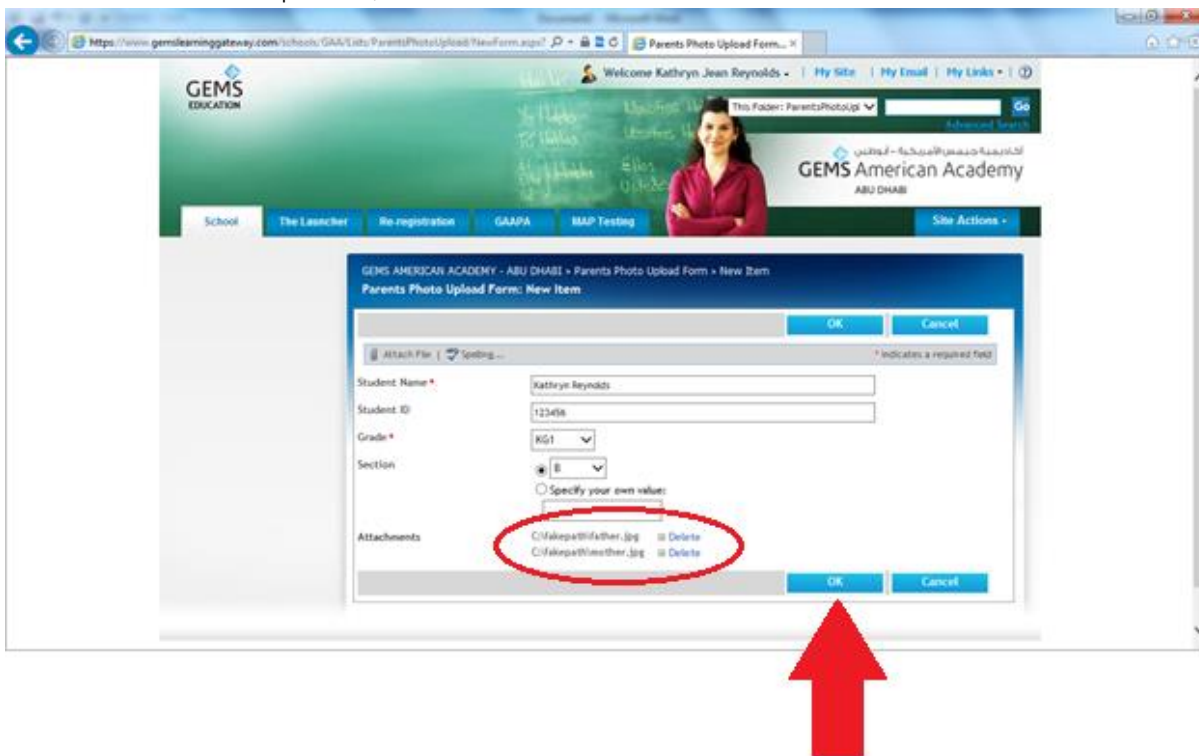 https://www.gemslearninggateway.com/schools/GAA/Lists/ParentsPhotoUpload/NewForm.aspx?
Parents Photo Upload Form...
GEMS
EDUCATION
Welcome Kathryn Jean Reynolds
My Site | My Email | My Links
This Folder: ParentsPhotoUpl
Go
Advanced Search
GEMS American Academy
ABU DHABI
School
The Launcher
Re-registration
GAAPA
MAP Testing
Site Actions
GEMS AMERICAN ACADEMY - ABU DHABI > Parents Photo Upload Form > New Item
Parents Photo Upload Form: New Item
OK
Cancel
Attach File | Spelling...
* indicates a required field
Student Name *
Kathryn Reynolds
Student ID
123456
Grade *
KG1
Section
B
Specify your own value:
Attachments
C:\fakepath\father.jpg Delete
C:\fakepath\mother.jpg Delete
OK
Cancel